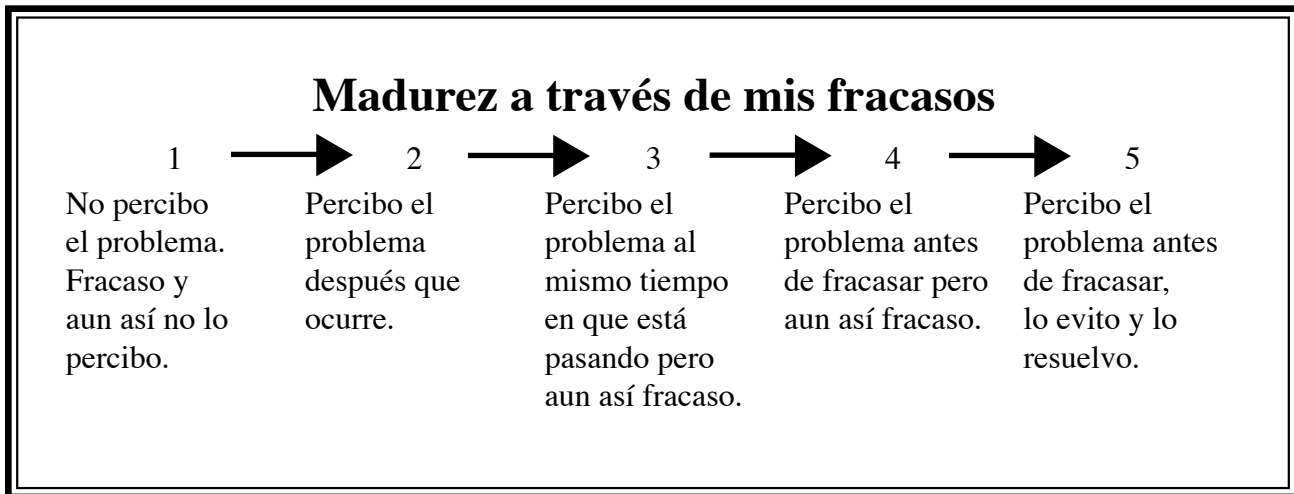 Madurez a través de mis fracasos
1 2 3 4 5
No percibo
el problema.
Fracaso y
aun así no lo
percibo.
Percibo el
problema
después que
ocurre.
Percibo el
problema al
mismo tiempo
en que está
pasando pero
aun así fracaso.
Percibo el
problema antes
de fracasar pero
aun así fracaso.
Percibo el
problema antes
de fracasar,
lo evito y lo
resuelvo.